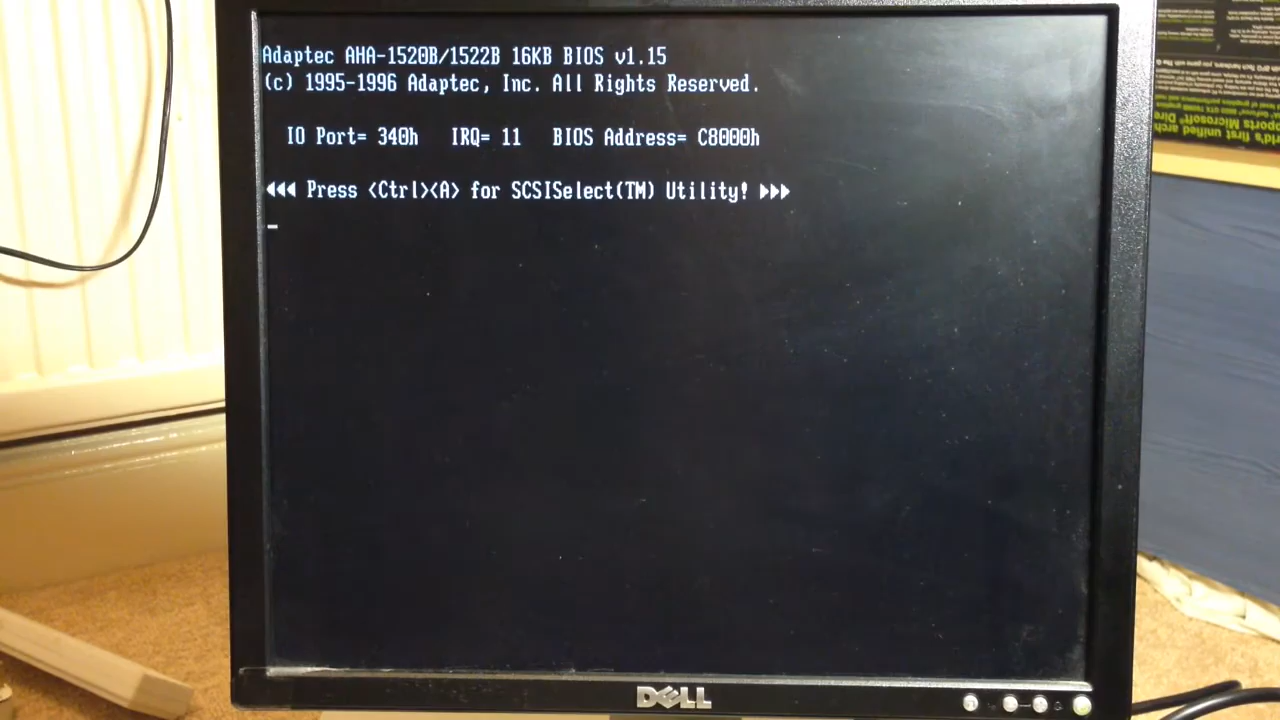 Adaptec AHA-1520B/1522B 16KB BIOS v1.15
(c) 1995-1996 Adaptec, Inc. All Rights Reserved.
IO Port= 340h IRQ= 11 BIOS Address= C8000h
◄◄◄ Press <Ctrl><A> for SCSISelect(TM) Utility! ►►►
DELL